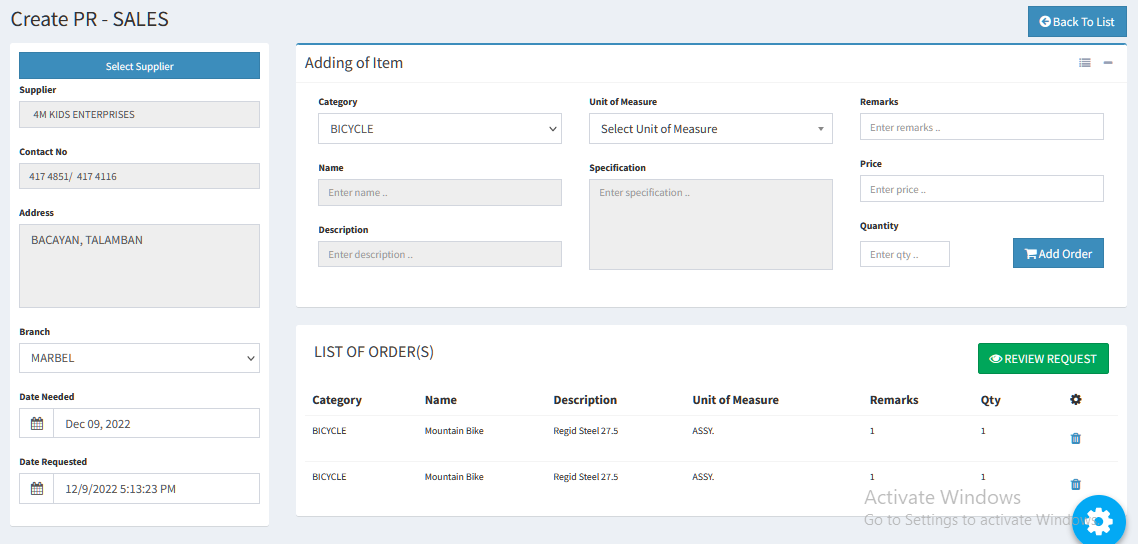 Create PR - SALES
Back To List
Select Supplier
Supplier
4M KIDS ENTERPRISES
Contact No
417 4851/ 417 4116
Address
BACAYAN, TALAMBAN
Branch
MARBEL
Date Needed
Dec 09, 2022
Date Requested
12/9/2022 5:13:23 PM
Adding of Item
Category
BICYCLE
Name
Enter name ..
Description
Enter description ..
Unit of Measure
Select Unit of Measure
Specification
Enter specification ..
Remarks
Enter remarks ..
Price
Enter price ..
Quantity
Enter qty ..
Add Order
LIST OF ORDER(S)
REVIEW REQUEST
Category Name Description Unit of Measure Remarks Qty
BICYCLE Mountain Bike Regid Steel 27.5 ASSY. 1 1
BICYCLE Mountain Bike Regid Steel 27.5 ASSY. 1 1
Activate Windows
Go to Settings to activate Windows.